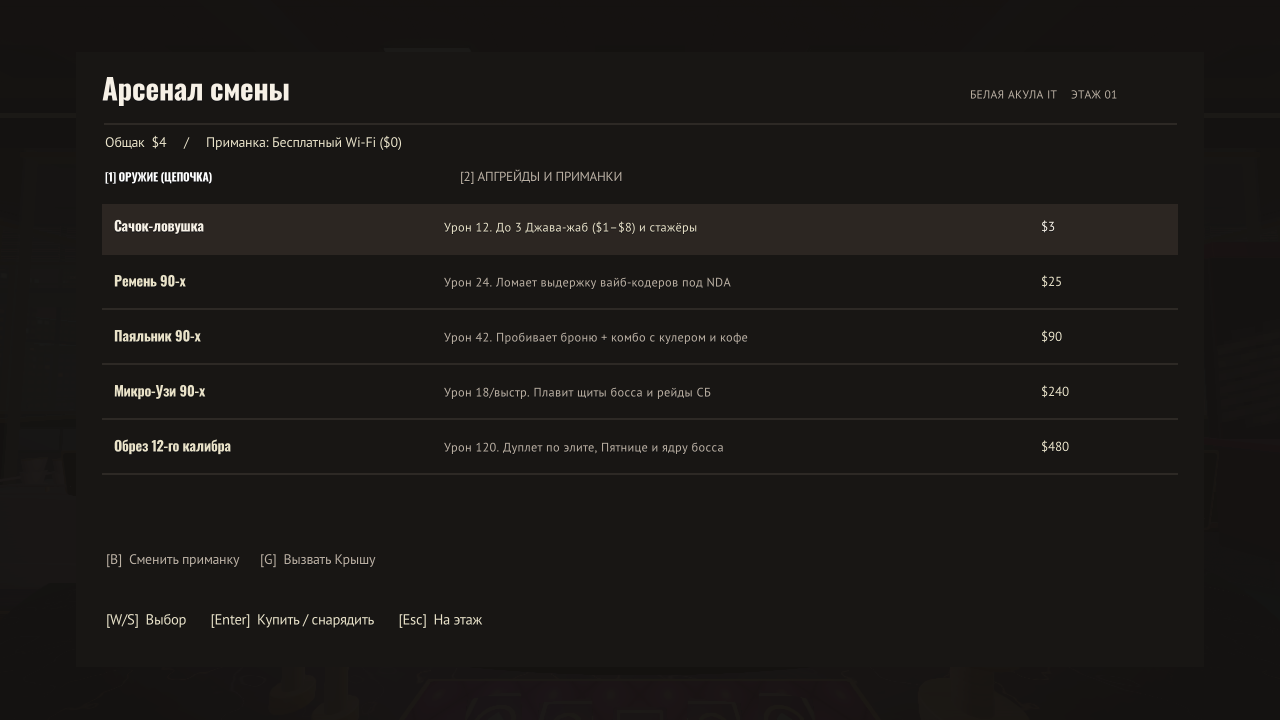 Арсенал смены
БЕЛАЯ АКУЛА IT ЭТАЖ 01
Общак $4 / Приманка: Бесплатный Wi-Fi ($0)
[1] ОРУЖИЕ (ЦЕПОЧКА) [2] АПГРЕЙДЫ И ПРИМАНКИ
Сачок-ловушка Урон 12. До 3 Джава-жаб ($1–$8) и стажёры $3
Ремень 90-х Урон 24. Ломает выдержку вайб-кодеров под NDA $25
Паяльник 90-х Урон 42. Пробивает броню + комбо с кулером и кофе $90
Микро-Узи 90-х Урон 18/выстр. Плавит щиты босса и рейды СБ $240
Обрез 12-го калибра Урон 120. Дуплет по элите, Пятнице и ядру босса $480
[B] Сменить приманку [G] Вызвать Крышу
[W/S] Выбор [Enter] Купить / снарядить [Esc] На этаж